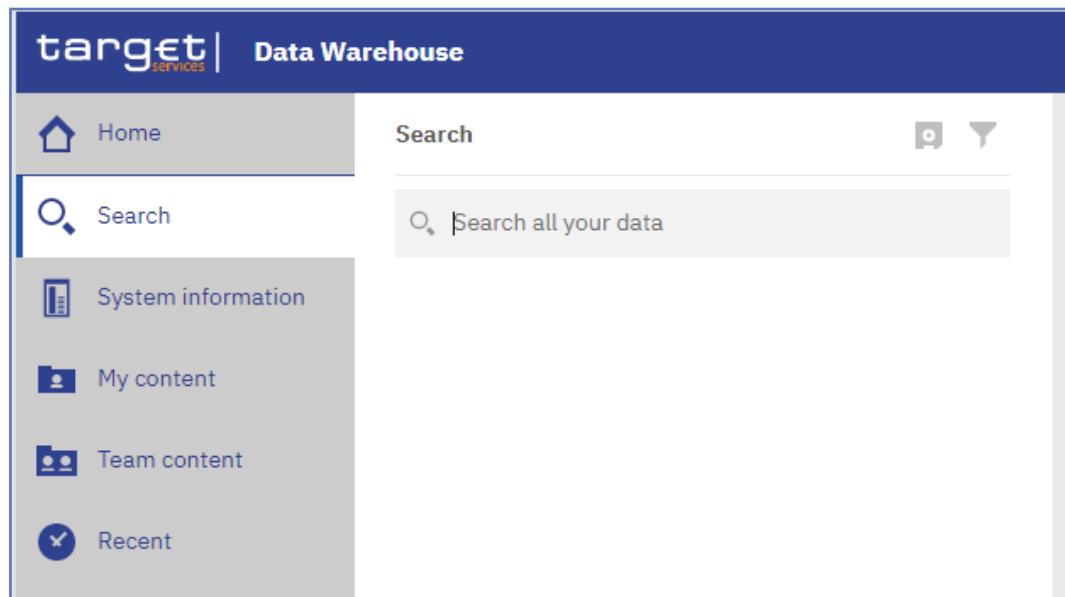 target services | Data Warehouse
Home
Search
System information
My content
Team content
Recent
Search
Search all your data